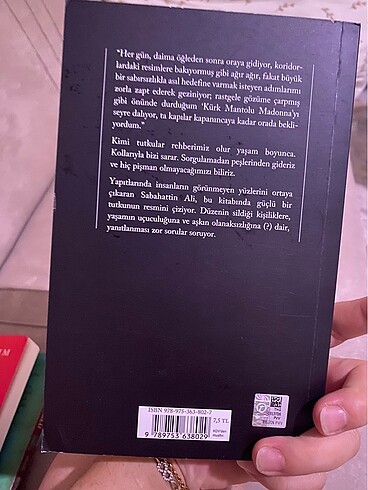 "Her gün, daima öğleden sonra oraya gidiyor, koridor-
lardaki resimlere bakıyormuş gibi ağır ağır, fakat büyük
bir sabırsızlıkla asıl hedefine varmak isteyen adımlarımı
zorla zapt ederek geziniyor; rastgele gözüme çarpmış
gibi önünde durduğum 'Kürk Mantolu Madonna'yı
seyre dalıyor, ta kapılar kapanıncaya kadar orada bekli-
yordum."
Kimi tutkular rehberimiz olur yaşam boyunca.
Kollarıyla bizi sarar. Sorgulamadan peşlerinden gideriz
ve hiç pişman olmayacağımızı biliriz.
Yapıtlarında insanların görünmeyen yüzlerini ortaya
çıkaran Sabahattin Ali, bu kitabında güçlü bir
tutkunun resmini çiziyor. Düzenin sildiği kişiliklere,
yaşamın uçuculuğuna ve aşkın olanaksızlığına (?) dair,
yanıtlanması zor sorular soruyor.
ISBN 978-975-363-802-7
7,5 TL
9 789753 638029